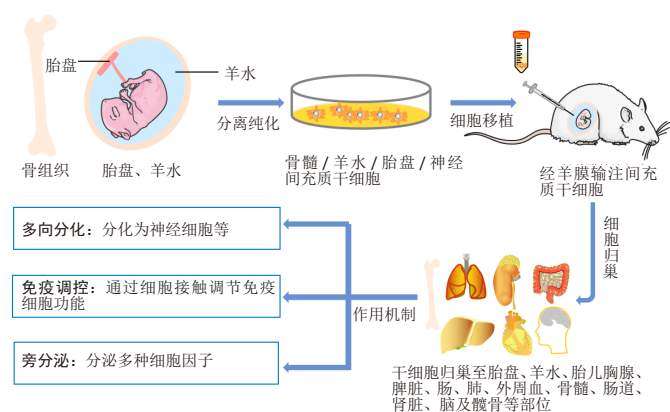 胎盘
羊水
骨组织
胎盘、羊水
分离纯化
骨髓/羊水/胎盘/神经
间充质干细胞
细胞移植
经羊膜输注间充
质干细胞
细胞归巢
多向分化：分化为神经细胞等
免疫调控：通过细胞接触调节免疫
细胞功能
旁分泌：分泌多种细胞因子
作用机制
干细胞归巢至胎盘、羊水、胎儿胸腺、
脾脏、肠、肺、外周血、骨髓、肠道、
肾脏、脑及髋骨等部位